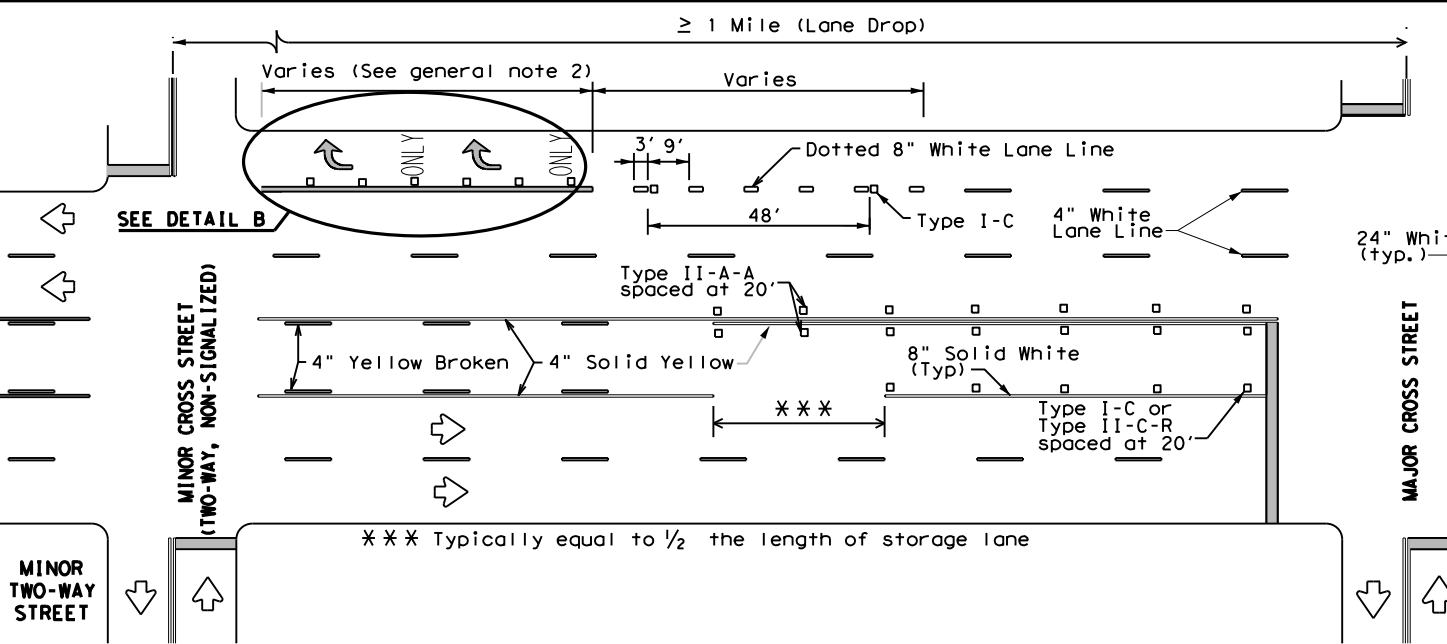 ≥ 1 Mile (Lane Drop)
Varies (See general note 2)
Varies
ONLY
ONLY
3' 9'
Dotted 8" White Lane Line
SEE DETAIL B
48'
Type I-C
4" White
Lane Line
Type II-A-A
spaced at 20'
4" Yellow Broken
4" Solid Yellow
8" Solid White
(Typ)
***
Type I-C or
Type II-C-R
spaced at 20'
24" Whi
(typ.)
MINOR CROSS STREET
(TWO-WAY, NON-SIGNALIZED)
MAJOR CROSS STREET
*** Typically equal to ½ the length of storage lane
MINOR
TWO-WAY
STREET